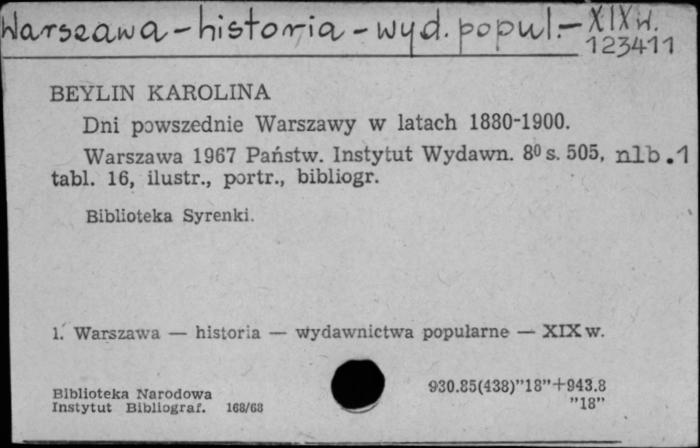 Warszawa - historia - wyd. popul. - XIX w.
123411
BEYLIN KAROLINA
Dni powszednie Warszawy w latach 1880-1900.
Warszawa 1967 Państw. Instytut Wydawn. 8⁰ s. 505, nlb. 1
tabl. 16, ilustr., portr., bibliogr.
Biblioteka Syrenki.
1. Warszawa — historia — wydawnictwa popularne — XIX w.
930.85(438)"18"+943.8
"18"
Biblioteka Narodowa
Instytut Bibliograf. 168/68